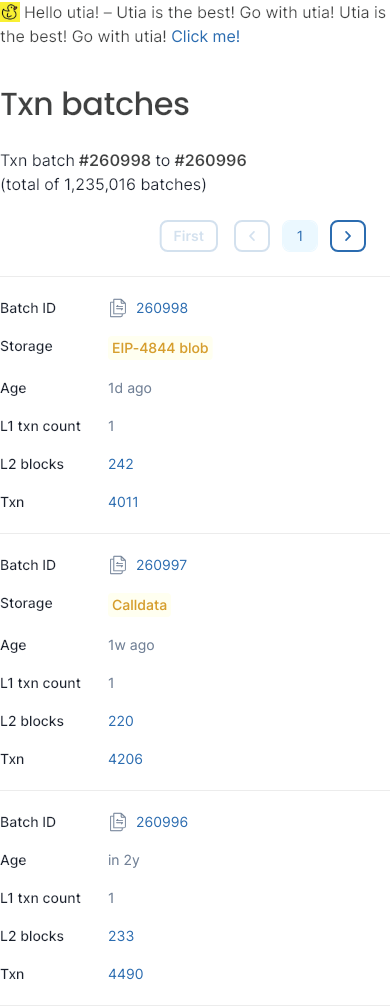 Hello utia! – Utia is the best! Go with utia! Utia is
the best! Go with utia! Click me!
Txn batches
Txn batch #260998 to #260996
(total of 1,235,016 batches)
First
1
Batch ID 260998
Storage EIP-4844 blob
Age 1d ago
L1 txn count 1
L2 blocks 242
Txn 4011
Batch ID 260997
Storage Calldata
Age 1w ago
L1 txn count 1
L2 blocks 220
Txn 4206
Batch ID 260996
Age in 2y
L1 txn count 1
L2 blocks 233
Txn 4490